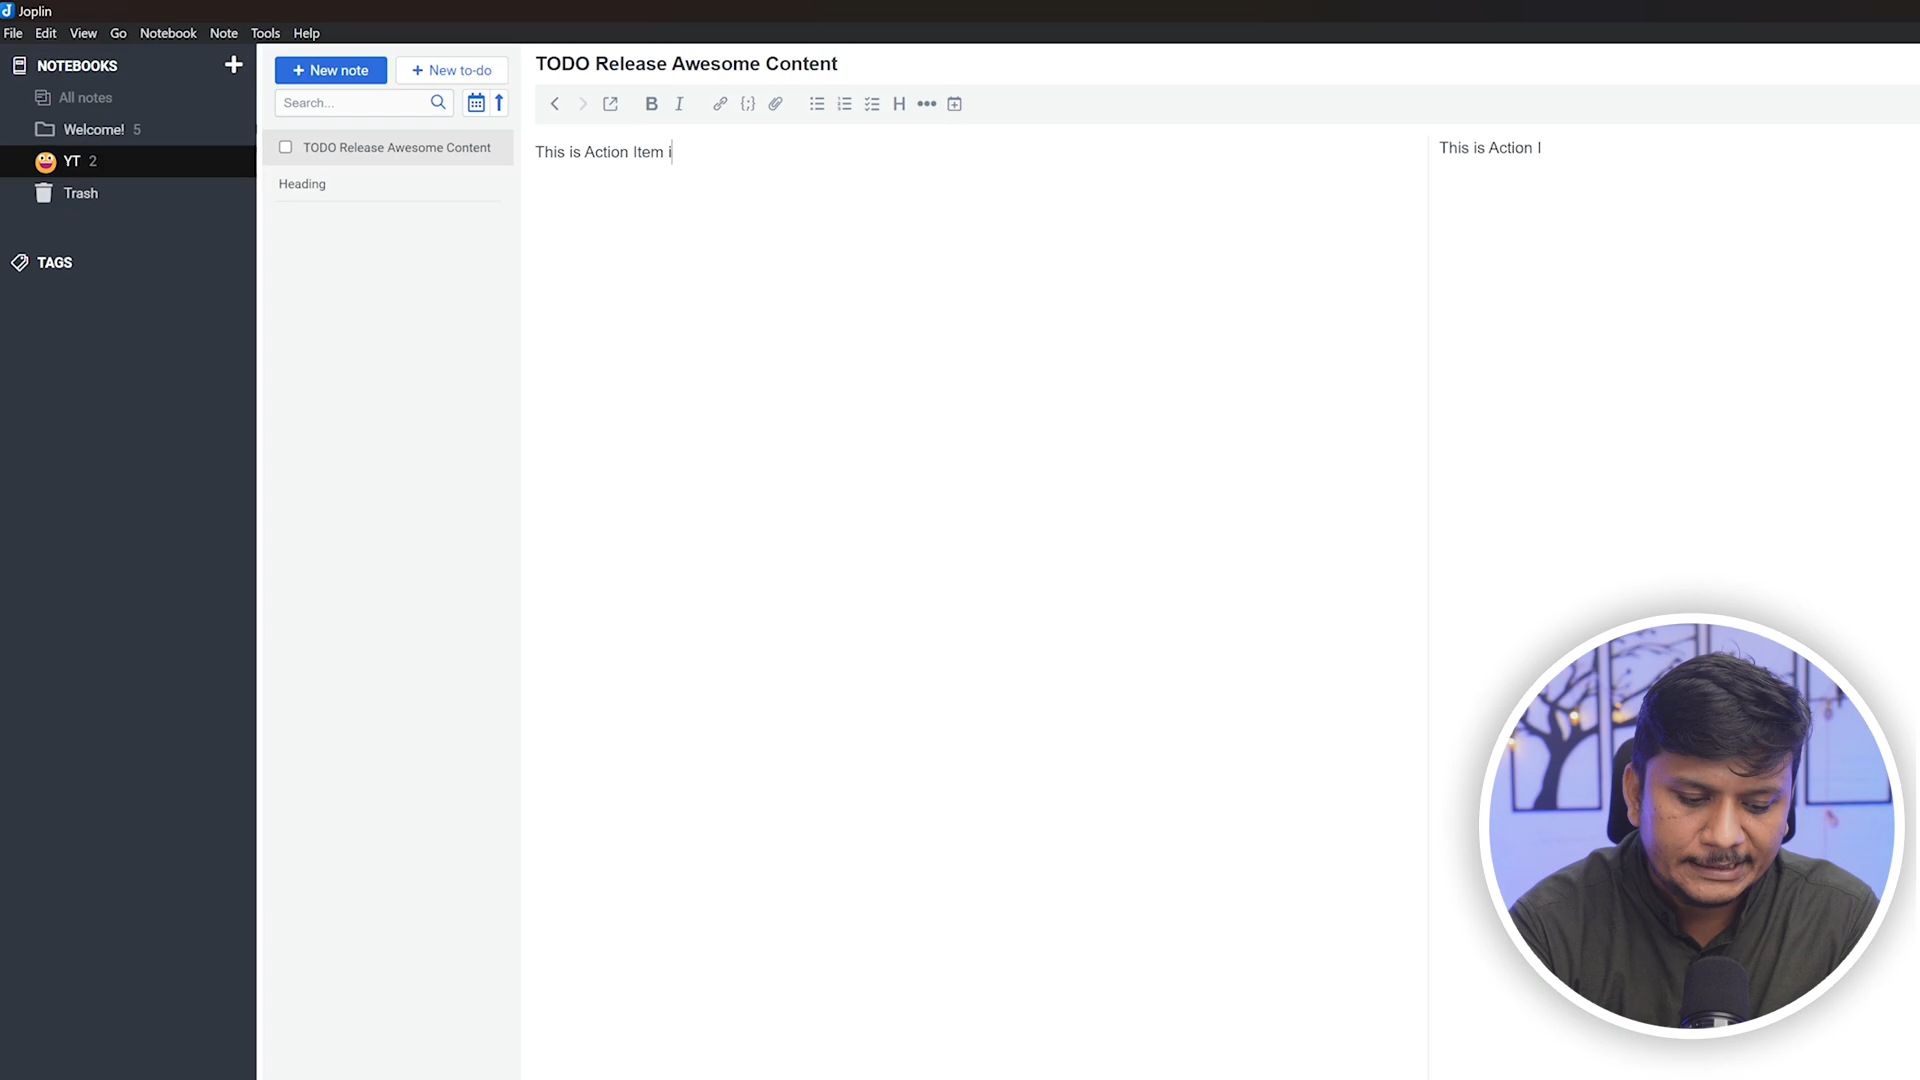 Joplin
File Edit View Go Notebook Note Tools Help
NOTEBOOKS
All notes
Welcome! 5
YT 2
Trash
TAGS
New note
New to-do
Search...
TODO Release Awesome Content
Heading
TODO Release Awesome Content
This is Action Item i
This is Action I